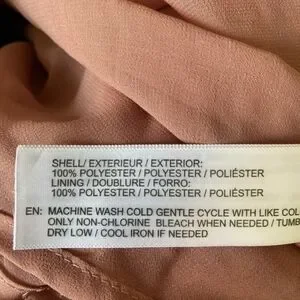 SHELL/ EXTERIEUR / EXTERIOR:
100% POLYESTER / POLYESTER / POLIÉSTER
LINING / DOUBLURE / FORRO:
100% POLYESTER / POLYESTER / POLIÉSTER
EN: MACHINE WASH COLD GENTLE CYCLE WITH LIKE COL
ONLY NON-CHLORINE BLEACH WHEN NEEDED / TUMB
DRY LOW / COOL IRON IF NEEDED